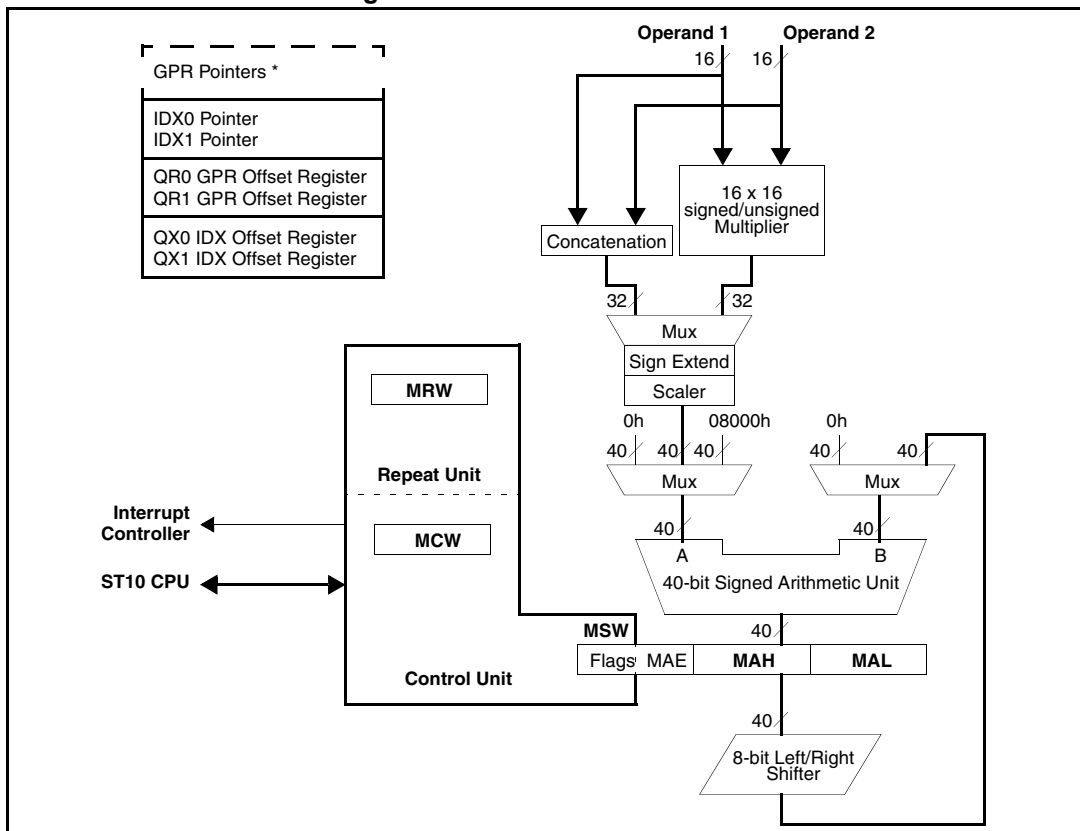 Operand 1 Operand 2
16 16
GPR Pointers *
IDX0 Pointer
IDX1 Pointer
QR0 GPR Offset Register
QR1 GPR Offset Register
QX0 IDX Offset Register
QX1 IDX Offset Register
16 x 16
signed/unsigned
Multiplier
Concatenation
32 32
Mux
Sign Extend
Scaler
0h 08000h 0h
40 40 40 40 40
Mux Mux
40 40
A B
40-bit Signed Arithmetic Unit
MRW
Repeat Unit
Interrupt
Controller
MCW
ST10 CPU
MSW
40
Flags MAE MAH MAL
Control Unit
40
8-bit Left/Right
Shifter